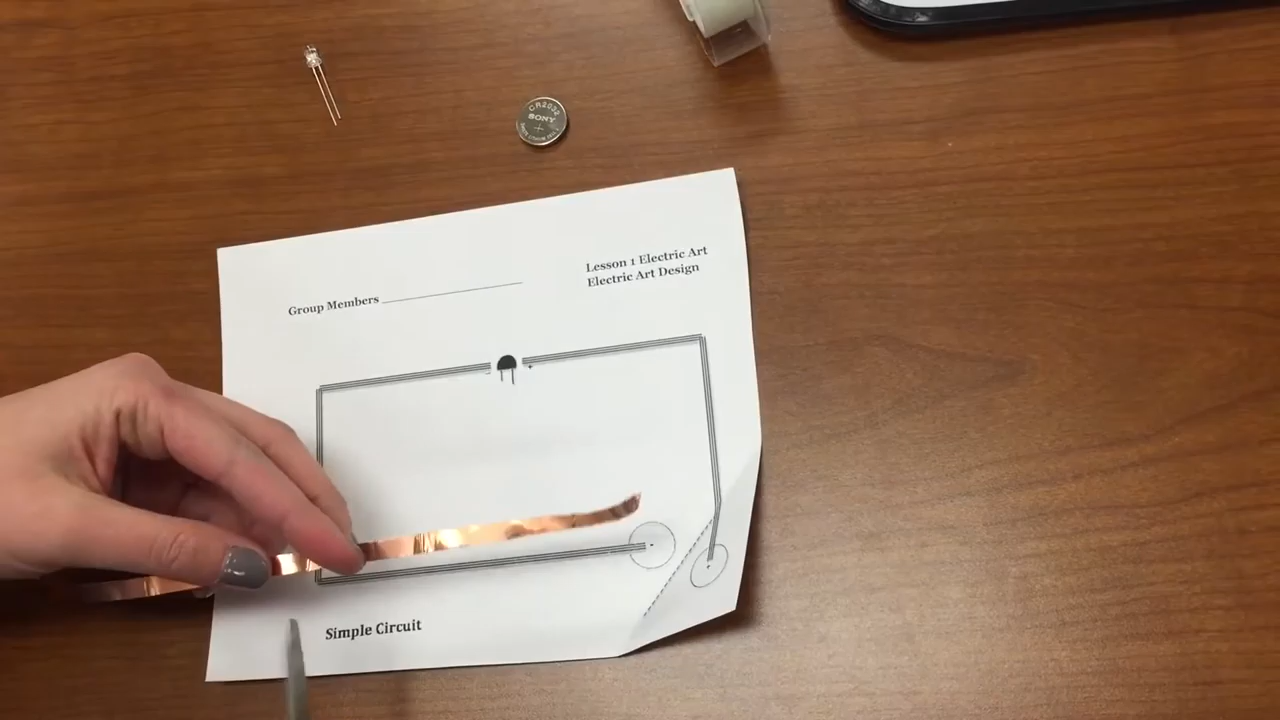 CR2032
SONY
+
Lesson 1 Electric Art
Electric Art Design
Group Members
Simple Circuit